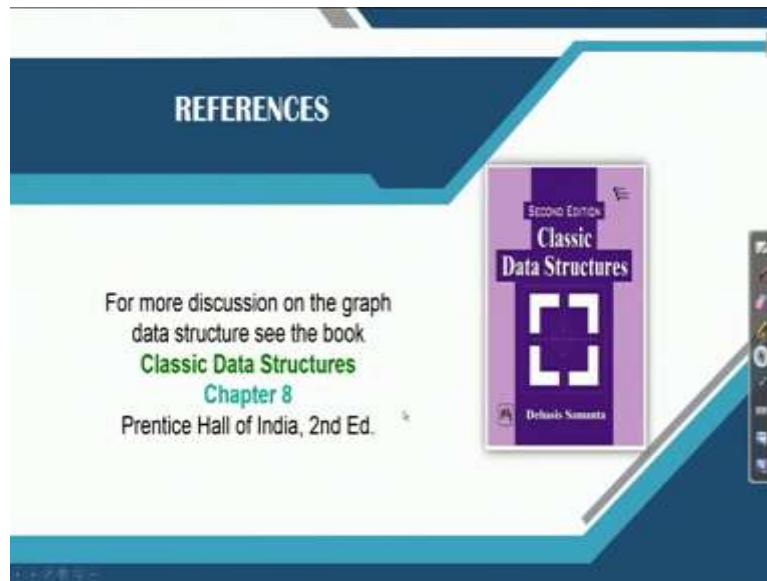 REFERENCES
For more discussion on the graph
data structure see the book
Classic Data Structures
Chapter 8
Prentice Hall of India, 2nd Ed.
SECOND EDITION
Classic
Data Structures
Debasis Samanta